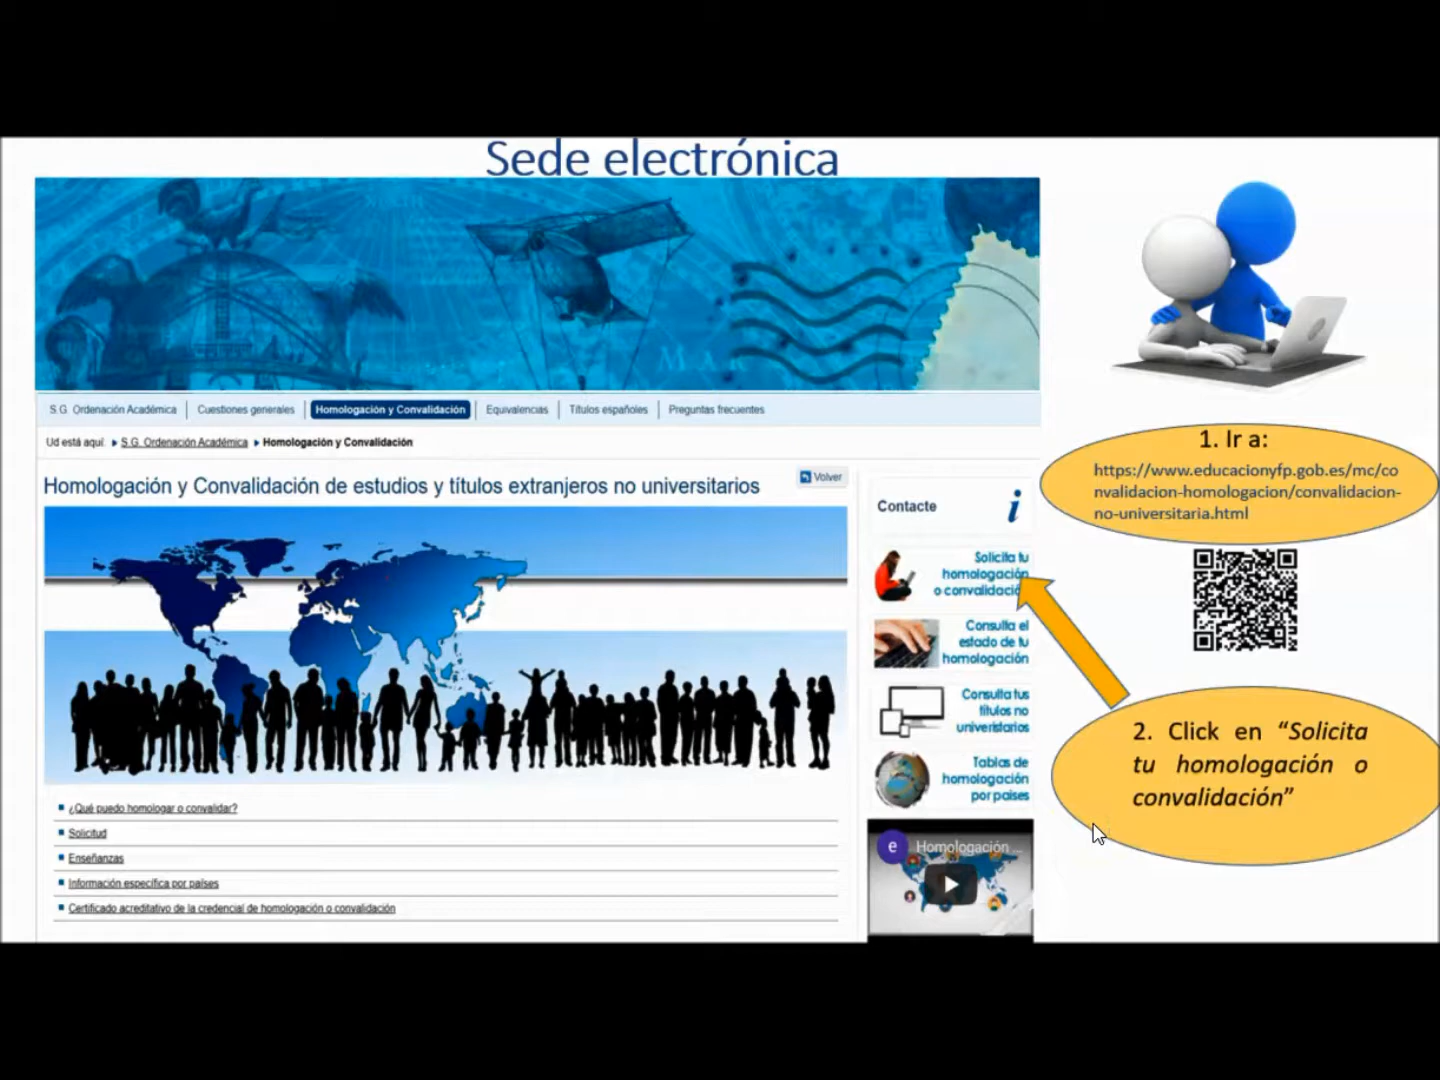 Sede electrónica
S.G. Ordenación Académica
Cuestiones generales
Homologación y Convalidación
Equivalencias
Títulos españoles
Preguntas frecuentes
Ud está aquí: S.G. Ordenación Académica Homologación y Convalidación
Homologación y Convalidación de estudios y títulos extranjeros no universitarios
Volver
¿Qué puedo homologar o convalidar?
Solicitud
Enseñanzas
Información específica por países
Certificado acreditativo de la credencial de homologación o convalidación
Contacte
i
Solicita tu
homologación
o convalidación
Consulta el
estado de tu
homologación
Consulta tus
títulos no
universitarios
Tablas de
homologación
por países
e Homologación ...
1. Ir a:
https://www.educacionyfp.gob.es/mc/co
nvalidacion-homologacion/convalidacion-
no-universitaria.html
2. Click en “Solicita
tu homologación o
convalidación”